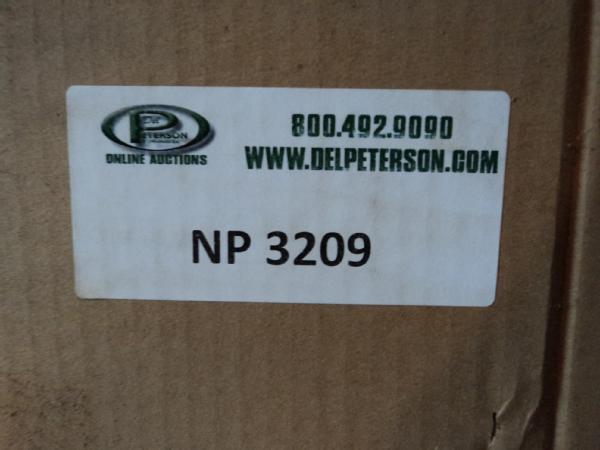 DEL
PETERSON
ONLINE AUCTIONS
800.492.9090
WWW.DELPETERSON.COM
NP 3209